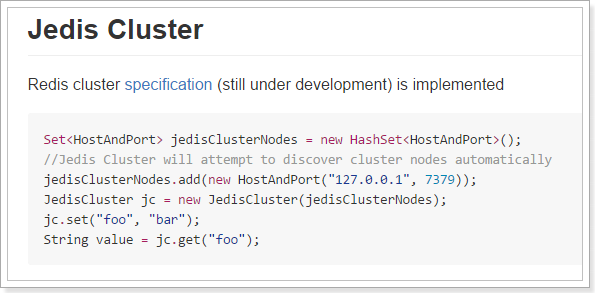 Jedis Cluster
Redis cluster specification (still under development) is implemented
Set<HostAndPort> jedisClusterNodes = new HashSet<HostAndPort>();
//Jedis Cluster will attempt to discover cluster nodes automatically
jedisClusterNodes.add(new HostAndPort("127.0.0.1", 7379));
JedisCluster jc = new JedisCluster(jedisClusterNodes);
jc.set("foo", "bar");
String value = jc.get("foo");